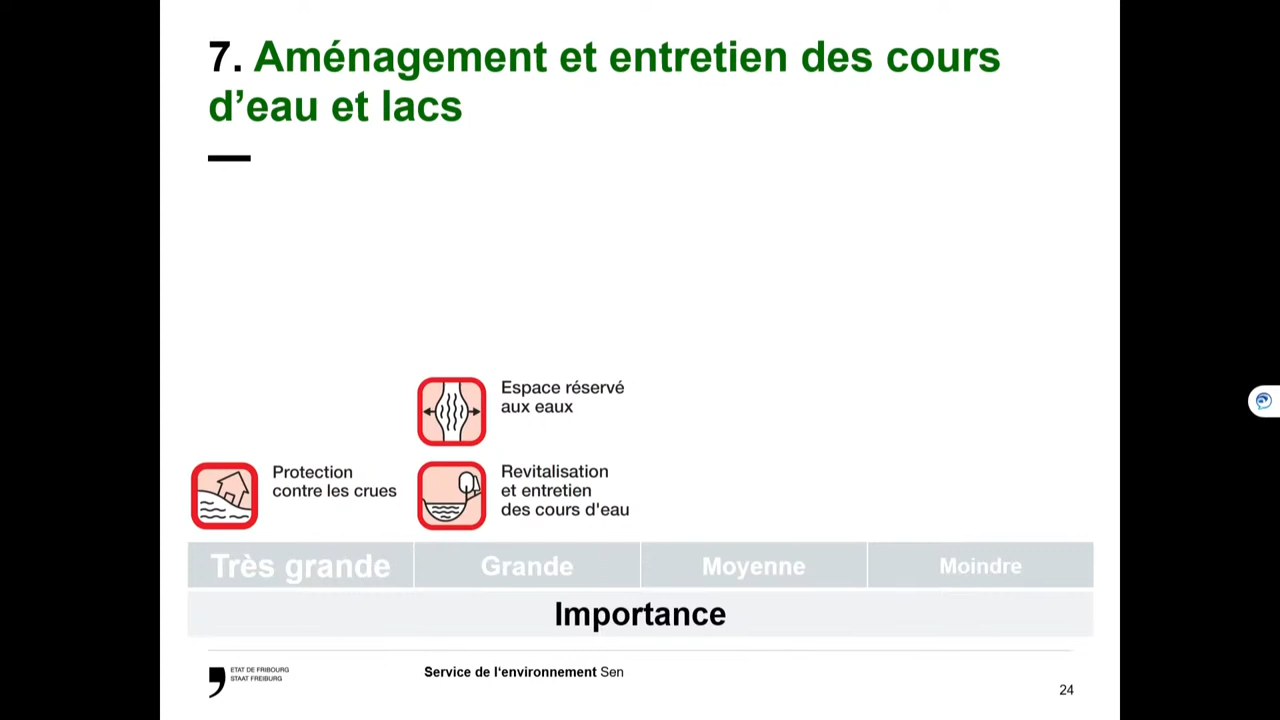 7. Aménagement et entretien des cours
d’eau et lacs
Espace réservé
aux eaux
Protection
contre les crues
Revitalisation
et entretien
des cours d'eau
Très grande
Grande
Moyenne
Moindre
Importance
ETAT DE FRIBOURG
STAAT FREIBURG
Service de l‘environnement Sen
24